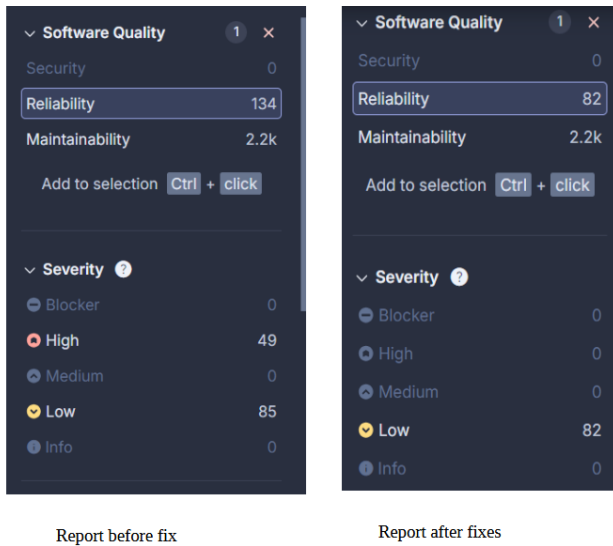 Software Quality 1 ×
Security 0
Reliability 134
Maintainability 2.2k
Add to selection Ctrl + click
Severity ?
Blocker 0
High 49
Medium 0
Low 85
Info 0
Report before fix
Software Quality 1 ×
Security 0
Reliability 82
Maintainability 2.2k
Add to selection Ctrl + click
Severity ?
Blocker 0
High 0
Medium 0
Low 82
Info 0
Report after fixes